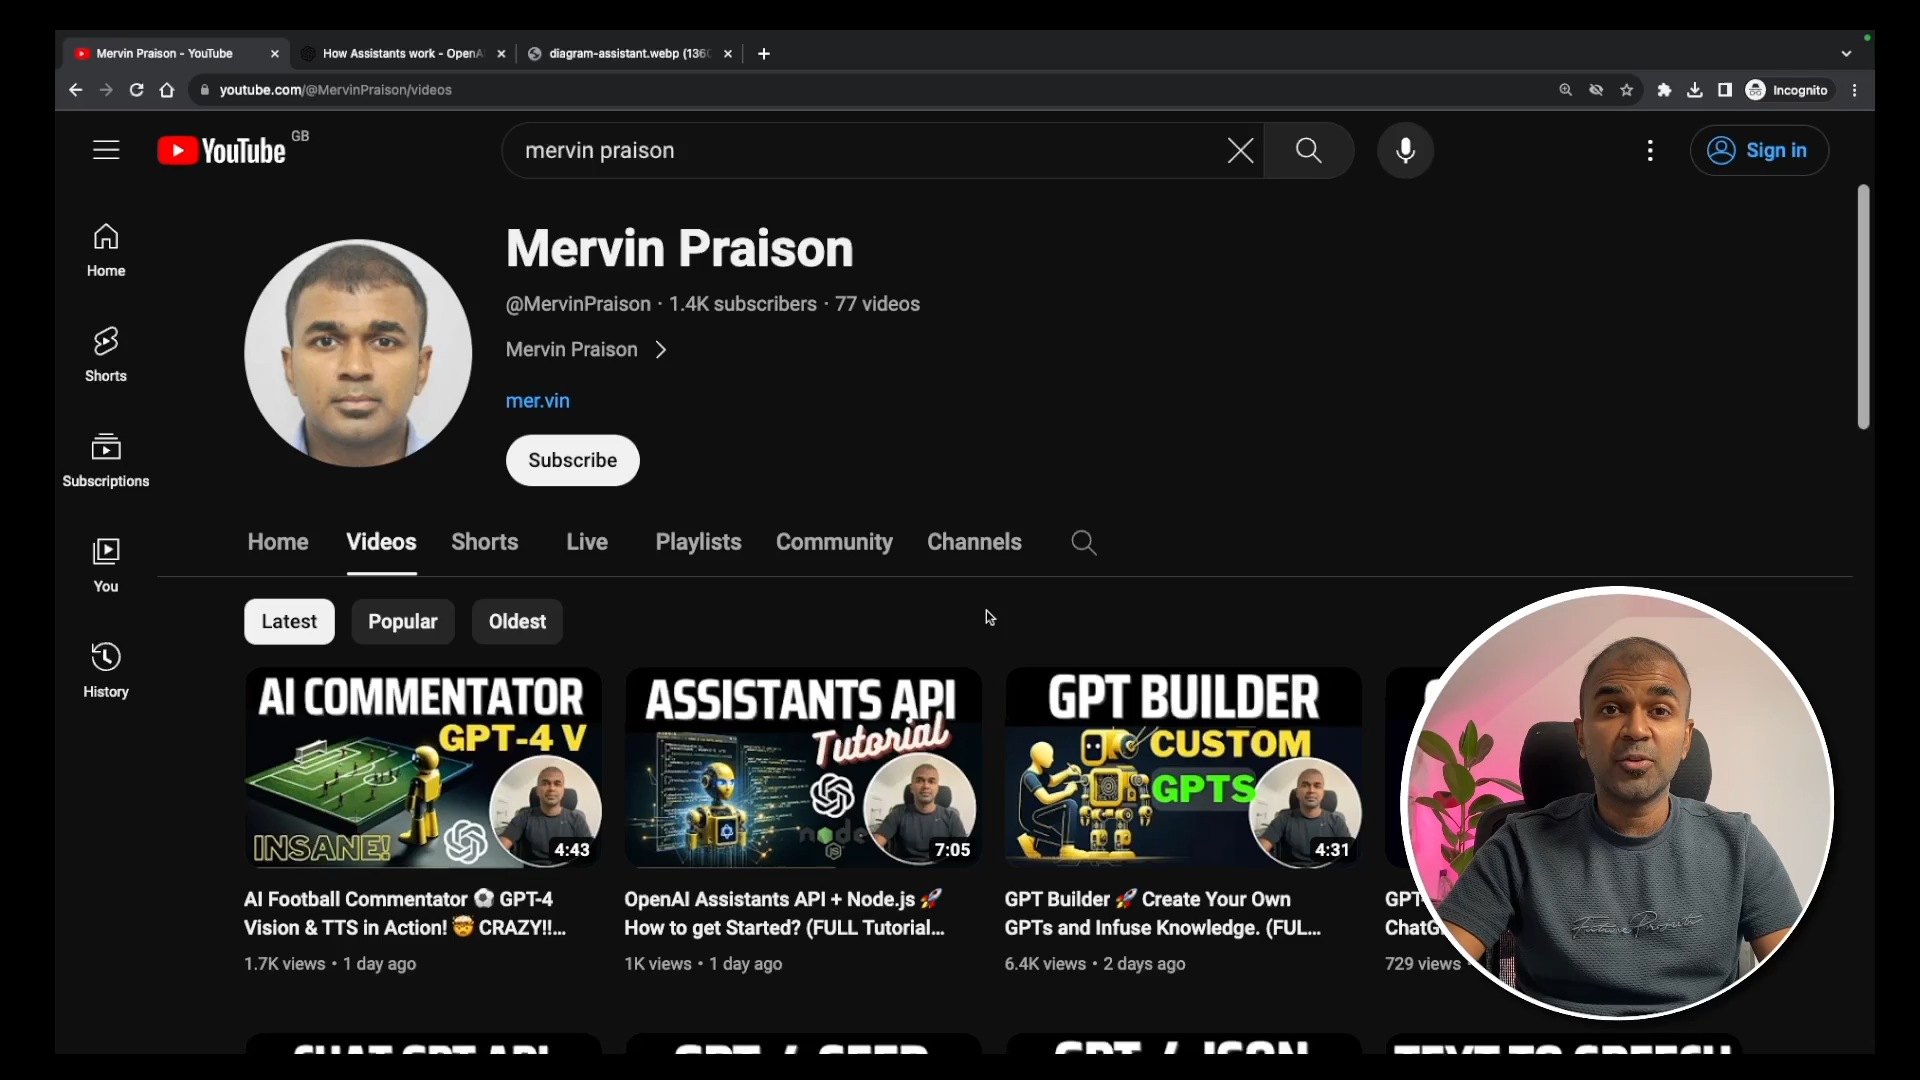 Mervin Praison - YouTube
How Assistants work - OpenA
diagram-assistant.webp (136
youtube.com/@MervinPraison/videos
Incognito
YouTube
GB
mervin praison
Sign in
Home
Shorts
Subscriptions
You
History
Mervin Praison
@MervinPraison · 1.4K subscribers · 77 videos
Mervin Praison
mer.vin
Subscribe
Home
Videos
Shorts
Live
Playlists
Community
Channels
Latest
Popular
Oldest
AI COMMENTATOR
GPT-4 V
INSANE!
4:43
ASSISTANTS API
Tutorial
node
JS
7:05
GPT BUILDER
CUSTOM
GPTS
4:31
AI Football Commentator ⚽ GPT-4
Vision & TTS in Action! 🤯 CRAZY!!...
1.7K views • 1 day ago
OpenAI Assistants API + Node.js 🚀
How to get Started? (FULL Tutorial...
1K views • 1 day ago
GPT Builder 🚀 Create Your Own
GPTs and Infuse Knowledge. (FUL...
6.4K views • 2 days ago
GPT-
ChatG
729 views •
Future Projects